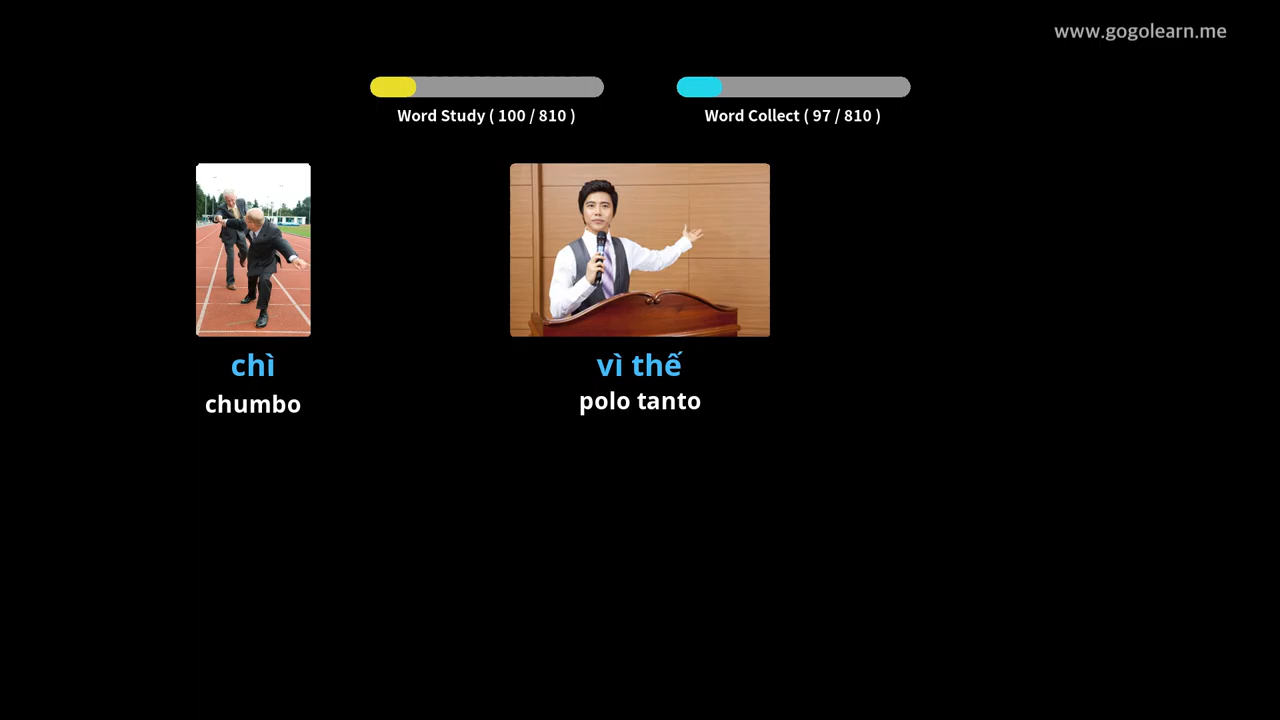 www.gogolearn.me
Word Study ( 100 / 810 )
Word Collect ( 97 / 810 )
chì
chumbo
vì thế
polo tanto